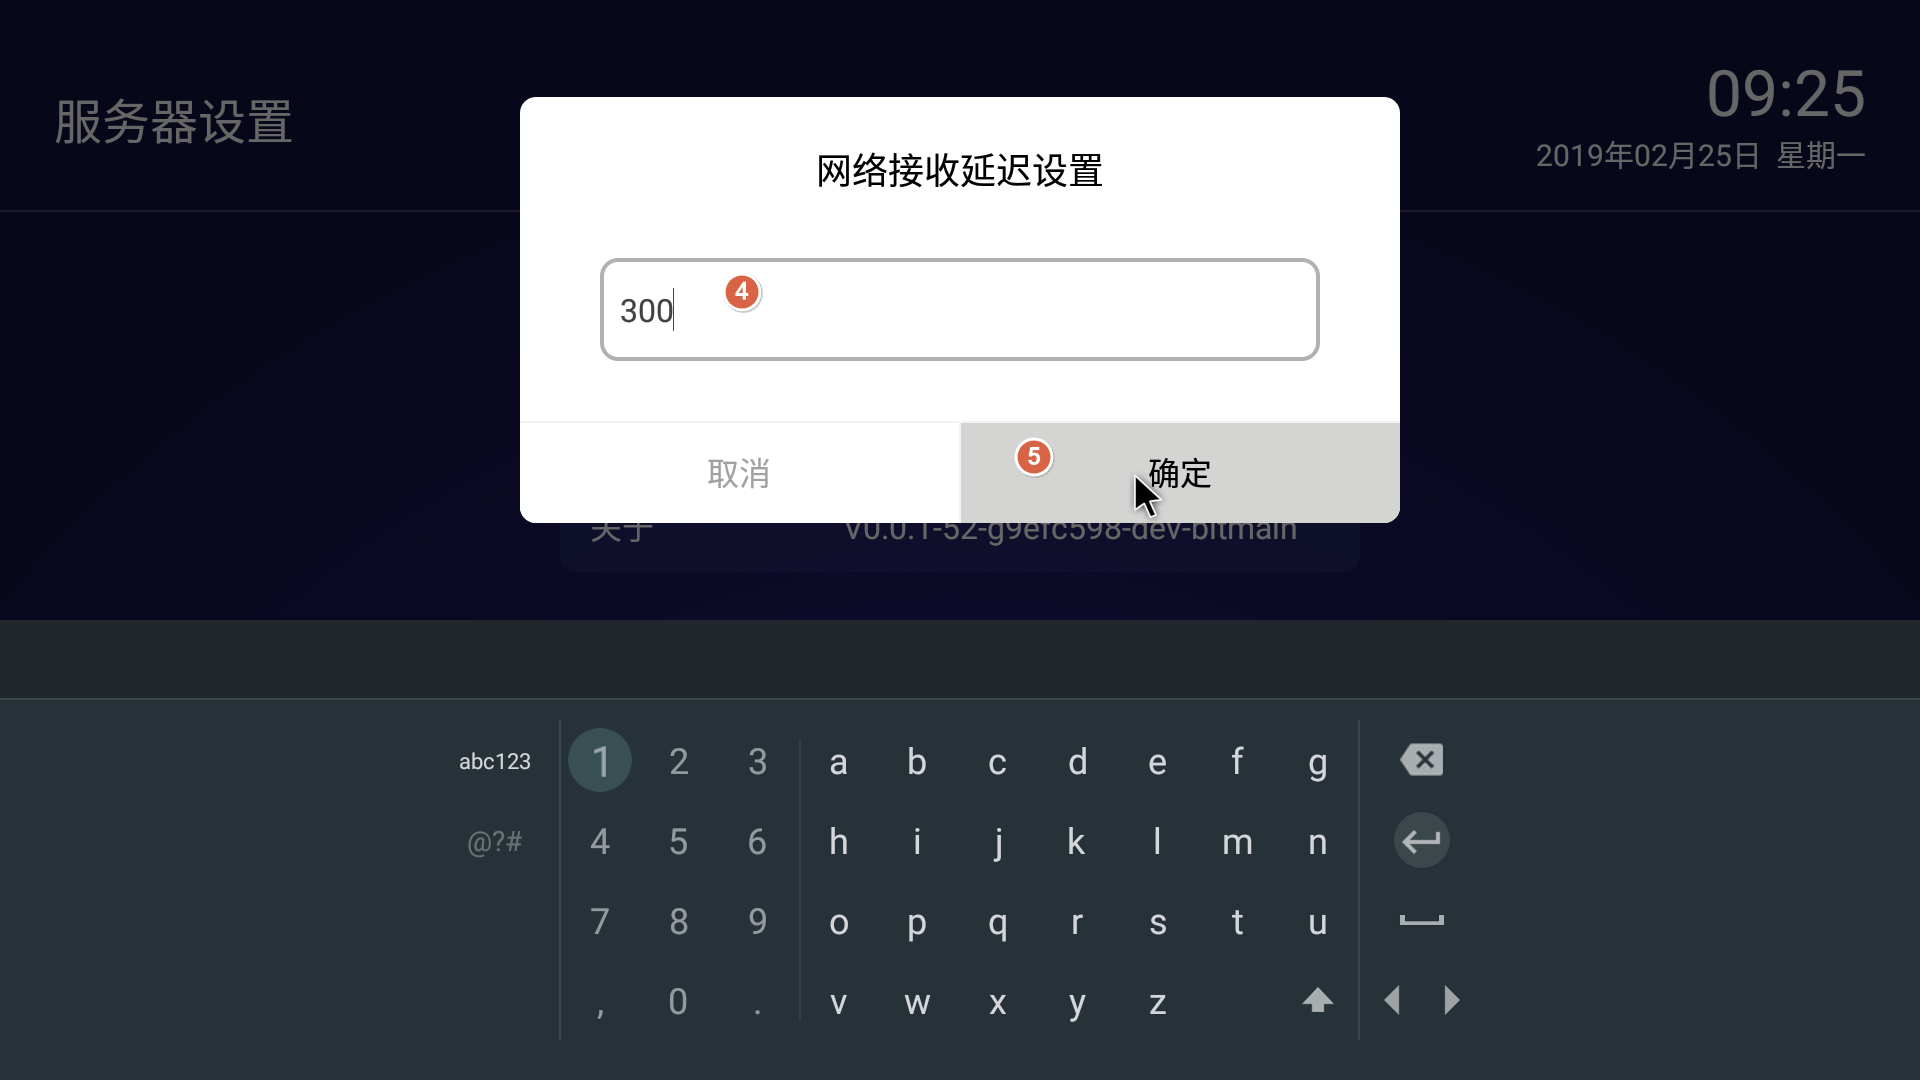 服务器设置
09:25
2019年02月25日 星期一
网络接收延迟设置
300
4
取消
5
确定
关于
V0.0.1-52-g9efc598-dev-bitmain
abc123
1 2 3 a b c d e f g
@?#
4 5 6 h i j k l m n
7 8 9 o p q r s t u
, 0 . v w x y z